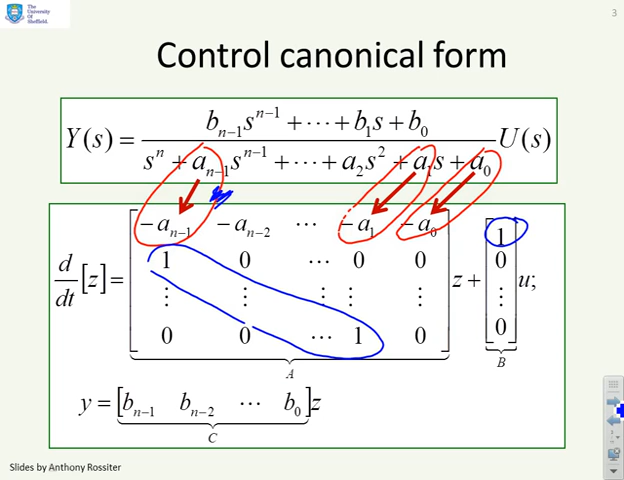 The
University
Of
Sheffield.
3
Control canonical form
Y(s) = (b_{n-1}s^{n-1} + ⋯ + b_1s + b_0) / (s^n + a_{n-1}s^{n-1} + ⋯ + a_2s^2 + a_1s + a_0) U(s)
d/dt [z] = [ -a_{n-1} -a_{n-2} ⋯ -a_1 -a_0 ; 1 0 ⋯ 0 0 ; ⋮ ⋮ ⋮ ⋮ ⋮ ; 0 0 ⋯ 1 0 ] z + [ 1 ; 0 ; ⋮ ; 0 ] u;
A B
y = [b_{n-1} b_{n-2} ⋯ b_0] z
C
Slides by Anthony Rossiter